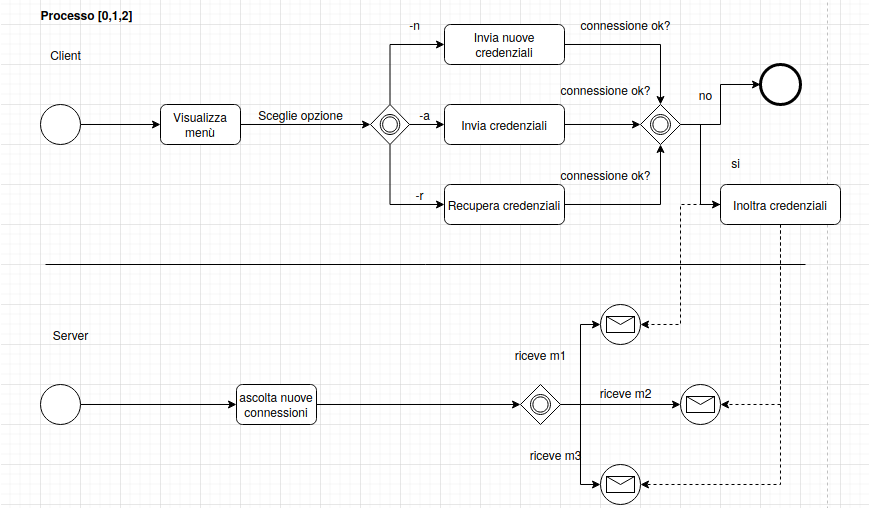 Processo [0,1,2]
Client
-n
Invia nuove
credenziali
connessione ok?
Visualizza
menù
Sceglie opzione
-a
Invia credenziali
connessione ok?
no
-r
Recupera credenziali
connessione ok?
si
Inoltra credenziali
Server
ascolta nuove
connessioni
riceve m1
riceve m2
riceve m3